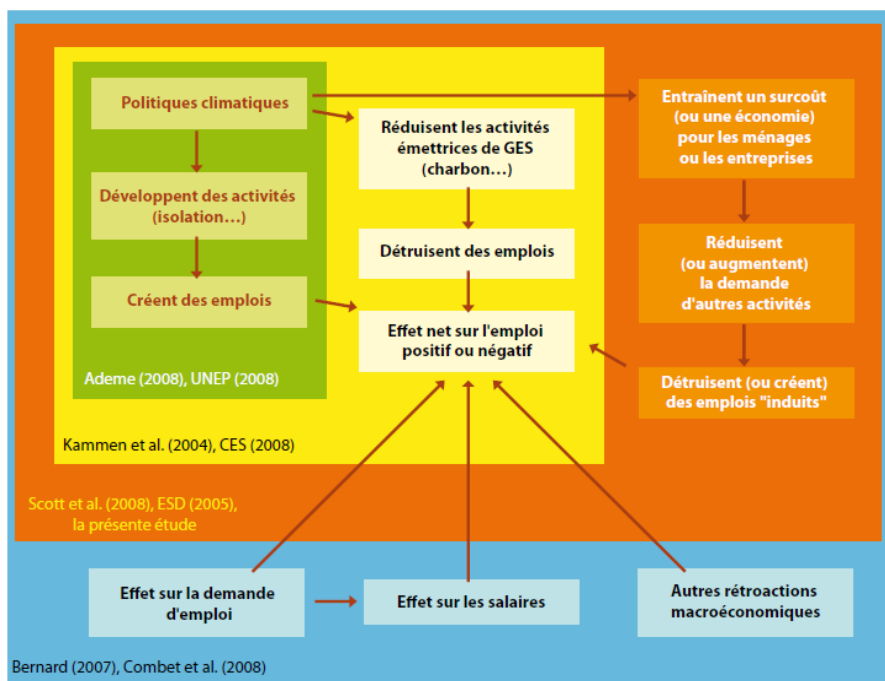 Politiques climatiques
Développent des activités
(isolation…)
Créent des emplois
Ademe (2008), UNEP (2008)
Réduisent les activités
émettrices de GES
(charbon…)
Détruisent des emplois
Effet net sur l'emploi
positif ou négatif
Kammen et al. (2004), CES (2008)
Entraînent un surcoût
(ou une économie)
pour les ménages
ou les entreprises
Réduisent
(ou augmentent)
la demande
d'autres activités
Détruisent (ou créent)
des emplois "induits"
Scott et al. (2008), ESD (2005),
la présente étude
Effet sur la demande
d'emploi
Effet sur les salaires
Autres rétroactions
macroéconomiques
Bernard (2007), Combet et al. (2008)